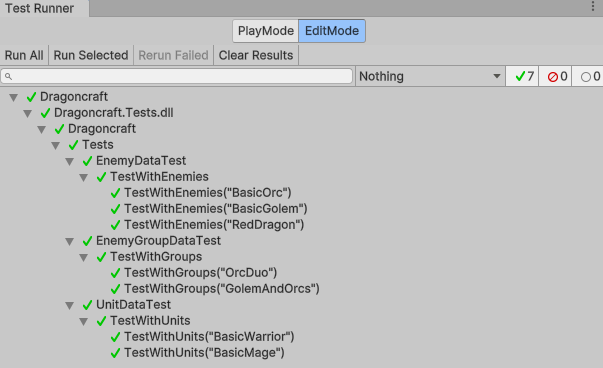 Test Runner
PlayMode EditMode
Run All Run Selected Rerun Failed Clear Results
Nothing 7 0 0
Dragoncraft
Dragoncraft.Tests.dll
Dragoncraft
Tests
EnemyDataTest
TestWithEnemies
TestWithEnemies("BasicOrc")
TestWithEnemies("BasicGolem")
TestWithEnemies("RedDragon")
EnemyGroupDataTest
TestWithGroups
TestWithGroups("OrcDuo")
TestWithGroups("GolemAndOrcs")
UnitDataTest
TestWithUnits
TestWithUnits("BasicWarrior")
TestWithUnits("BasicMage")